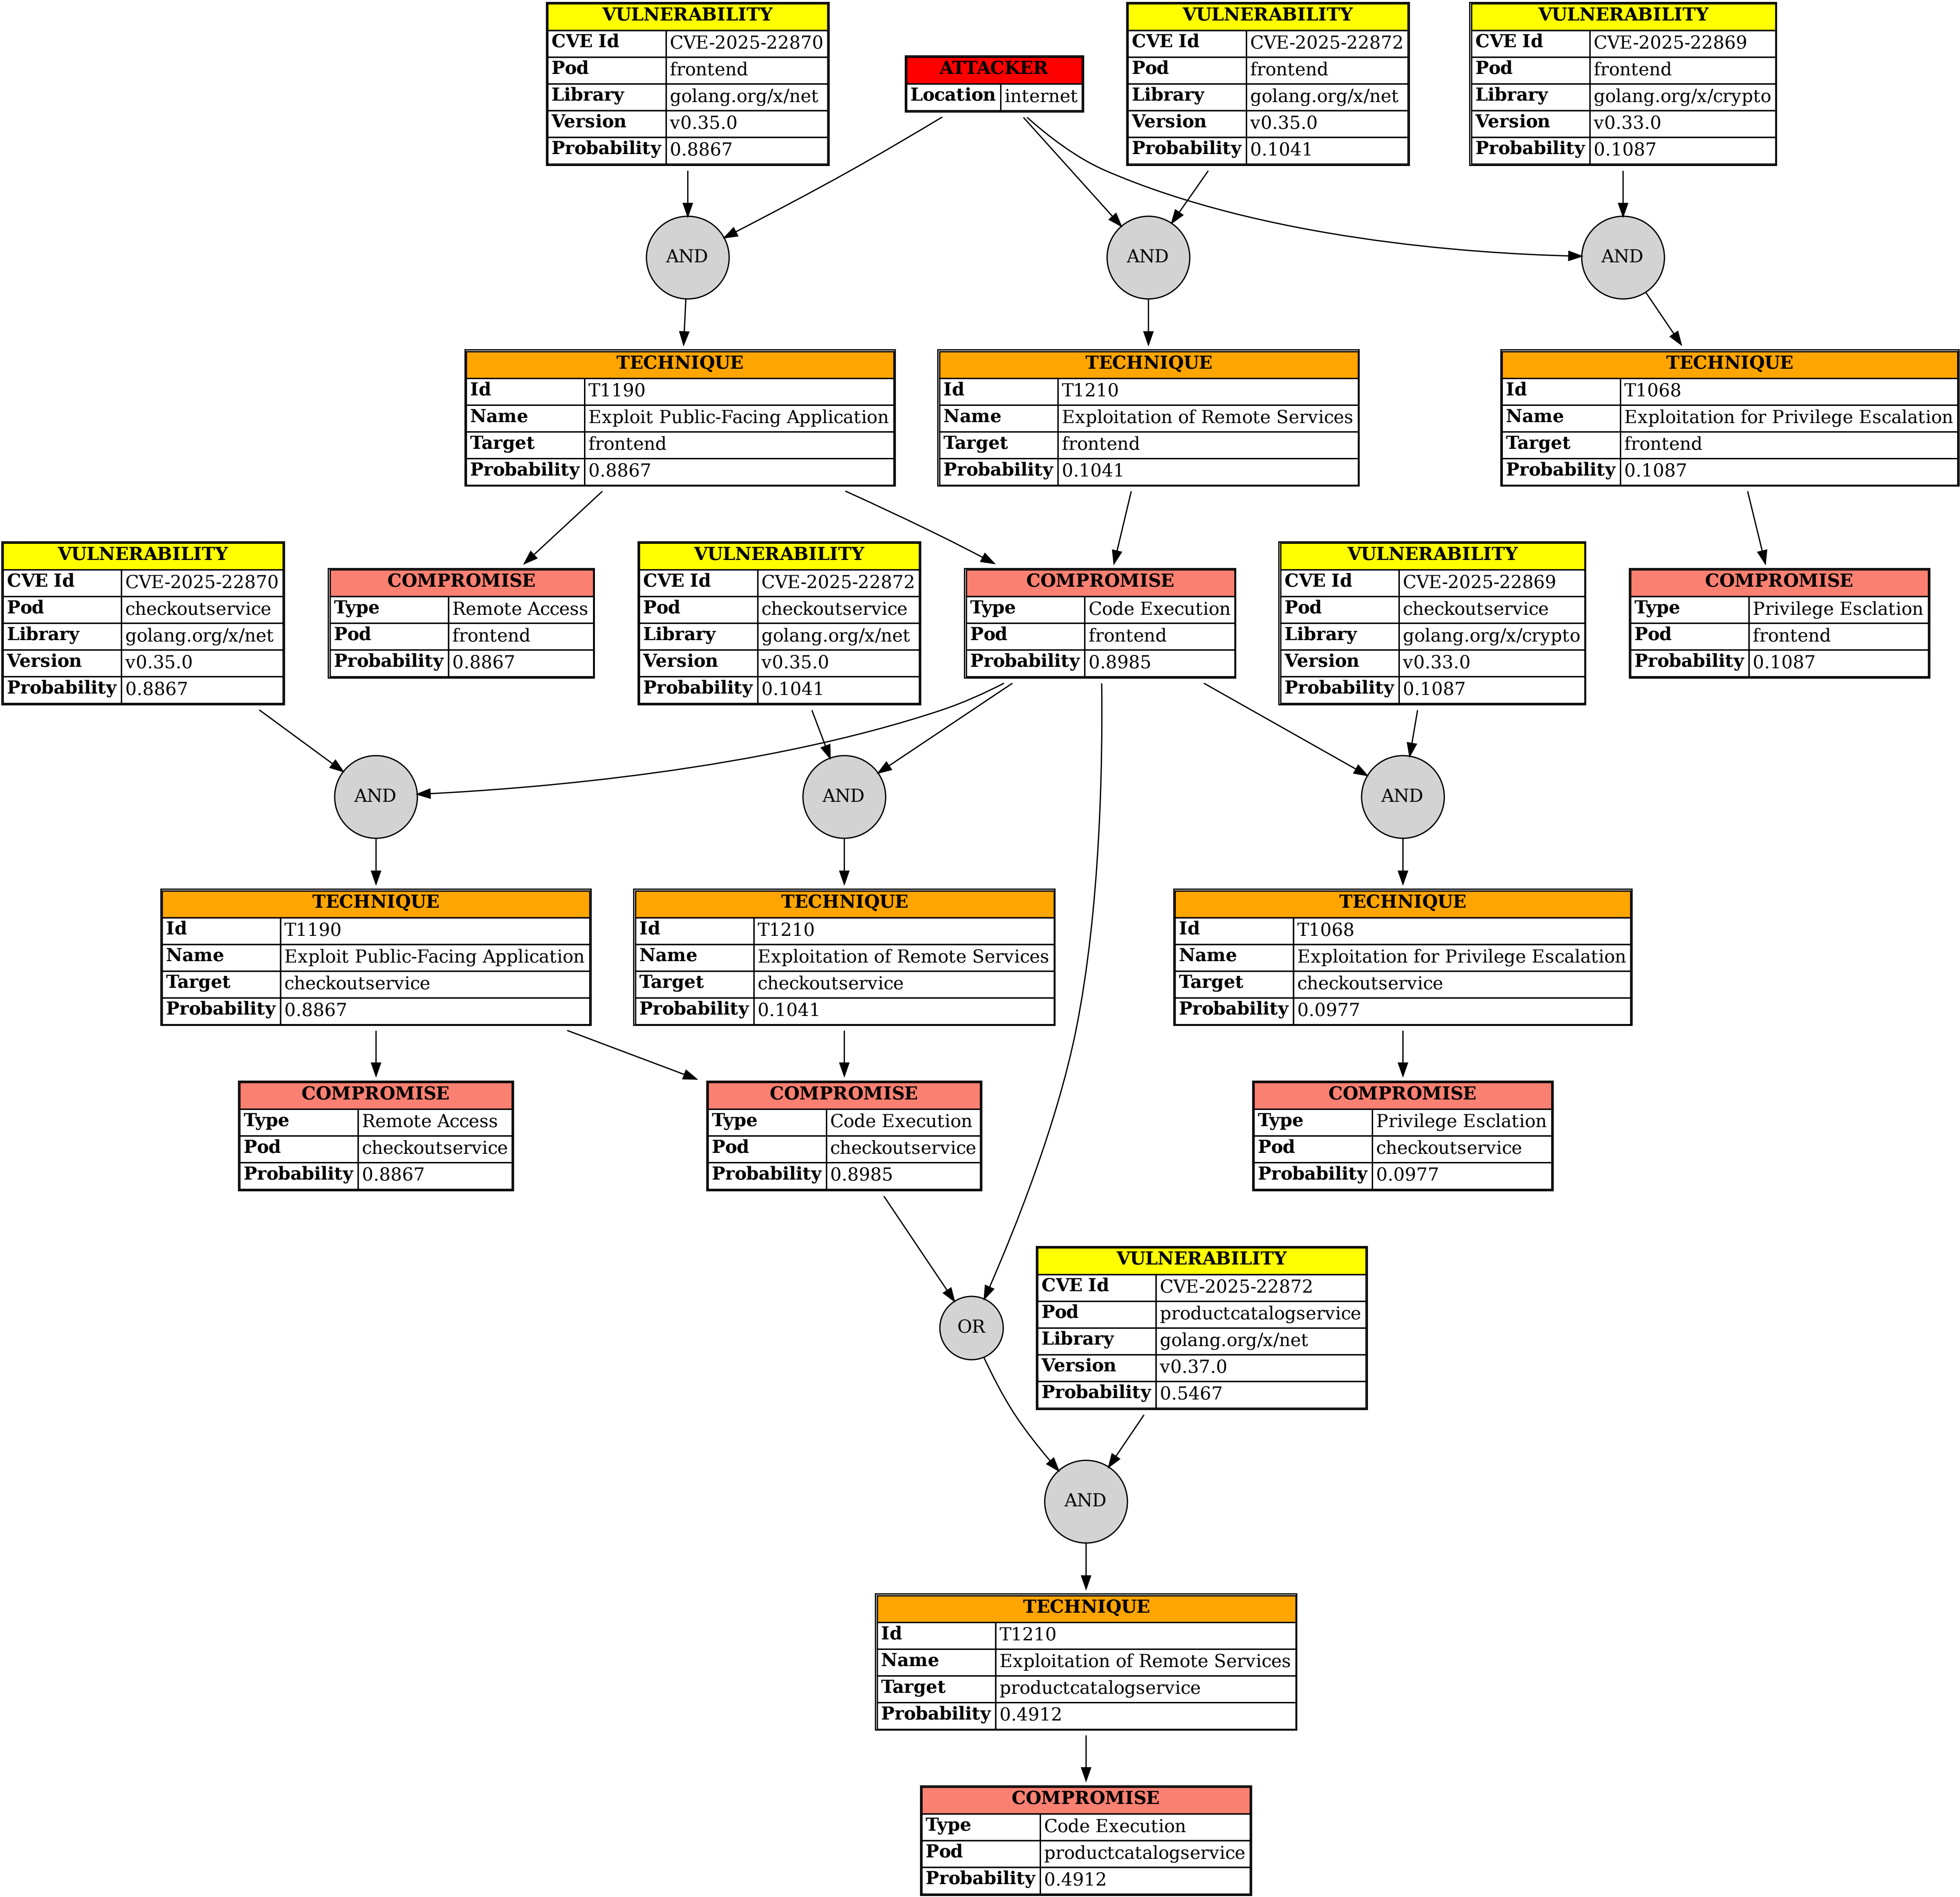 VULNERABILITY
CVE Id CVE-2025-22870
Pod frontend
Library golang.org/x/net
Version v0.35.0
Probability 0.8867
ATTACKER
Location internet
VULNERABILITY
CVE Id CVE-2025-22872
Pod frontend
Library golang.org/x/net
Version v0.35.0
Probability 0.1041
VULNERABILITY
CVE Id CVE-2025-22869
Pod frontend
Library golang.org/x/crypto
Version v0.33.0
Probability 0.1087
AND
AND
AND
TECHNIQUE
Id T1190
Name Exploit Public-Facing Application
Target frontend
Probability 0.8867
TECHNIQUE
Id T1210
Name Exploitation of Remote Services
Target frontend
Probability 0.1041
TECHNIQUE
Id T1068
Name Exploitation for Privilege Escalation
Target frontend
Probability 0.1087
VULNERABILITY
CVE Id CVE-2025-22870
Pod checkoutservice
Library golang.org/x/net
Version v0.35.0
Probability 0.8867
COMPROMISE
Type Remote Access
Pod frontend
Probability 0.8867
VULNERABILITY
CVE Id CVE-2025-22872
Pod checkoutservice
Library golang.org/x/net
Version v0.35.0
Probability 0.1041
COMPROMISE
Type Code Execution
Pod frontend
Probability 0.8985
VULNERABILITY
CVE Id CVE-2025-22869
Pod checkoutservice
Library golang.org/x/crypto
Version v0.33.0
Probability 0.1087
COMPROMISE
Type Privilege Esclation
Pod frontend
Probability 0.1087
AND
AND
AND
TECHNIQUE
Id T1190
Name Exploit Public-Facing Application
Target checkoutservice
Probability 0.8867
TECHNIQUE
Id T1210
Name Exploitation of Remote Services
Target checkoutservice
Probability 0.1041
TECHNIQUE
Id T1068
Name Exploitation for Privilege Escalation
Target checkoutservice
Probability 0.0977
COMPROMISE
Type Remote Access
Pod checkoutservice
Probability 0.8867
COMPROMISE
Type Code Execution
Pod checkoutservice
Probability 0.8985
COMPROMISE
Type Privilege Esclation
Pod checkoutservice
Probability 0.0977
OR
VULNERABILITY
CVE Id CVE-2025-22872
Pod productcatalogservice
Library golang.org/x/net
Version v0.37.0
Probability 0.5467
AND
TECHNIQUE
Id T1210
Name Exploitation of Remote Services
Target productcatalogservice
Probability 0.4912
COMPROMISE
Type Code Execution
Pod productcatalogservice
Probability 0.4912